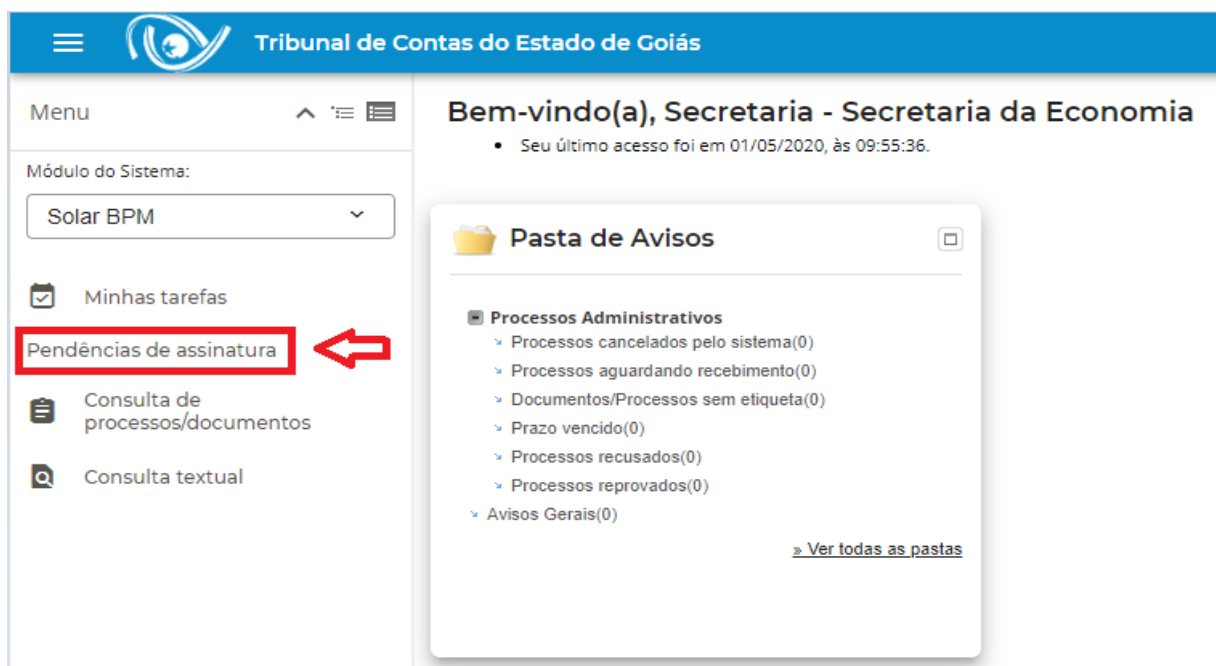 Tribunal de Contas do Estado de Goiás
Menu
Módulo do Sistema:
Solar BPM
Minhas tarefas
Pendências de assinatura
Consulta de
processos/documentos
Consulta textual
Bem-vindo(a), Secretaria - Secretaria da Economia
• Seu último acesso foi em 01/05/2020, às 09:55:36.
Pasta de Avisos
Processos Administrativos
Processos cancelados pelo sistema(0)
Processos aguardando recebimento(0)
Documentos/Processos sem etiqueta(0)
Prazo vencido(0)
Processos recusados(0)
Processos reprovados(0)
Avisos Gerais(0)
» Ver todas as pastas